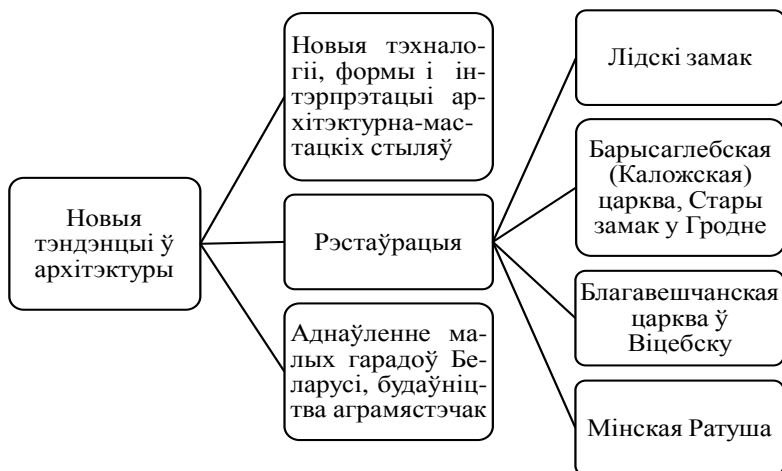 Новыя
тэндэнцыі ў
архітэктуры
Новыя тэхнало-
гіі, формы і ін-
тэрпрэтацыі ар-
хітэктурна-мас-
тацкіх стыляў
Рэстаўрацыя
Аднаўленне ма-
лых гарадоў Бе-
ларусі, будаўніц-
тва аграмястэчак
Лідскі замак
Барысаглебская
(Каложская)
царква, Стары
замак у Гродне
Благавешчанская
царква ў
Віцебску
Мінская Ратуша